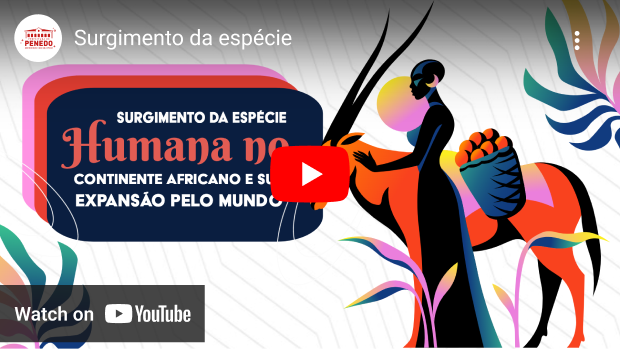 PENEDO
Surgimento da espécie
SURGIMENTO DA ESPÉCIE
Humana no
CONTINENTE AFRICANO E SU
EXPANSÃO PELO MUNDO
Watch on YouTube